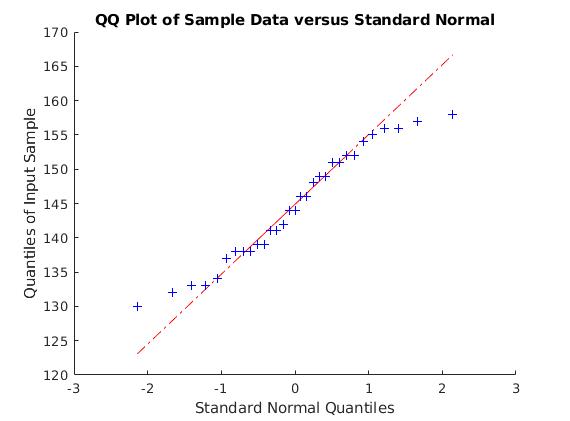 QQ Plot of Sample Data versus Standard Normal
170
165
160
155
150
145
140
135
130
125
120
Quantiles of Input Sample
-3 -2 -1 0 1 2 3
Standard Normal Quantiles